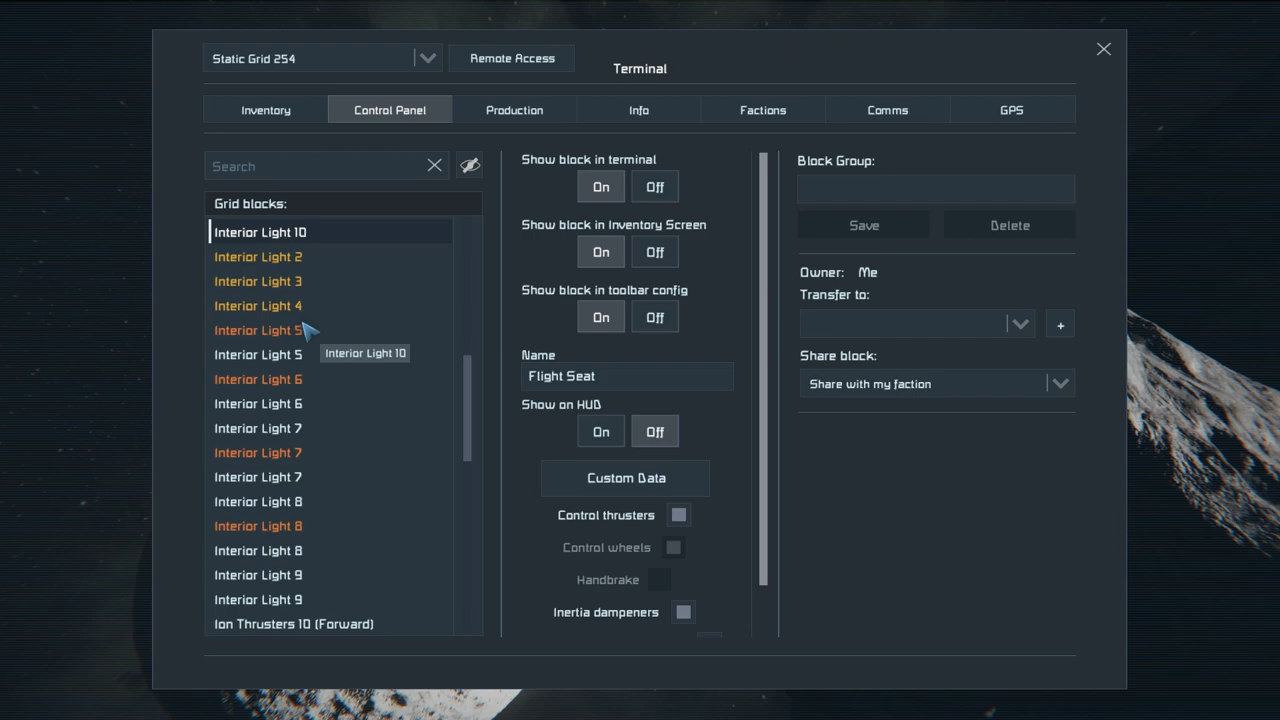 Static Grid 254
Remote Access
Terminal
Inventory
Control Panel
Production
Info
Factions
Comms
GPS
Search
Grid blocks:
Interior Light 10
Interior Light 2
Interior Light 3
Interior Light 4
Interior Light 5
Interior Light 5
Interior Light 6
Interior Light 6
Interior Light 7
Interior Light 7
Interior Light 7
Interior Light 8
Interior Light 8
Interior Light 8
Interior Light 9
Interior Light 9
Ion Thrusters 10 (Forward)
Interior Light 10
Show block in terminal
On Off
Show block in Inventory Screen
On Off
Show block in toolbar config
On Off
Name
Flight Seat
Show on HUD
On Off
Custom Data
Control thrusters
Control wheels
Handbrake
Inertia dampeners
Block Group:
Save Delete
Owner: Me
Transfer to:
+
Share block:
Share with my faction